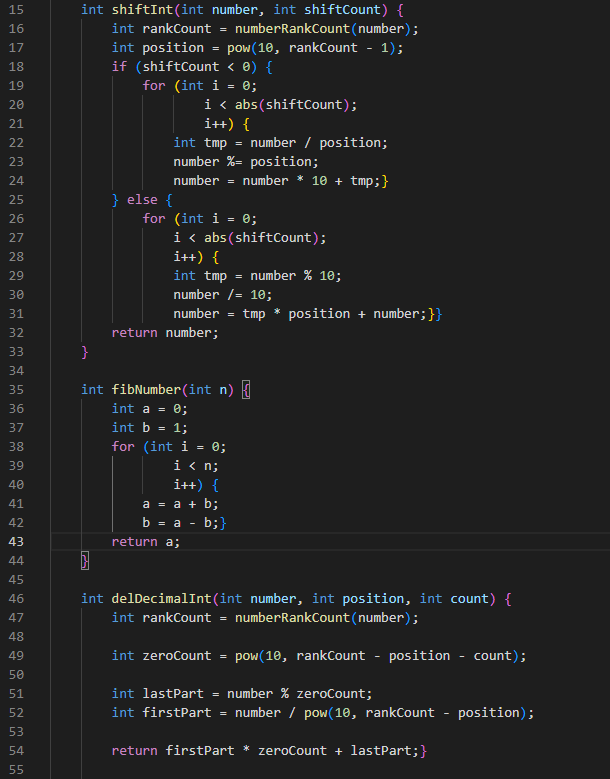 15 int shiftInt(int number, int shiftCount) {
16 int rankCount = numberRankCount(number);
17 int position = pow(10, rankCount - 1);
18 if (shiftCount < 0) {
19 for (int i = 0;
20 i < abs(shiftCount);
21 i++) {
22 int tmp = number / position;
23 number %= position;
24 number = number * 10 + tmp;}
25 } else {
26 for (int i = 0;
27 i < abs(shiftCount);
28 i++) {
29 int tmp = number % 10;
30 number /= 10;
31 number = tmp * position + number;}}
32 return number;
33 }
34
35 int fibNumber(int n) {
36 int a = 0;
37 int b = 1;
38 for (int i = 0;
39 i < n;
40 i++) {
41 a = a + b;
42 b = a - b;}
43 return a;
44 }
45
46 int delDecimalInt(int number, int position, int count) {
47 int rankCount = numberRankCount(number);
48
49 int zeroCount = pow(10, rankCount - position - count);
50
51 int lastPart = number % zeroCount;
52 int firstPart = number / pow(10, rankCount - position);
53
54 return firstPart * zeroCount + lastPart;}
55